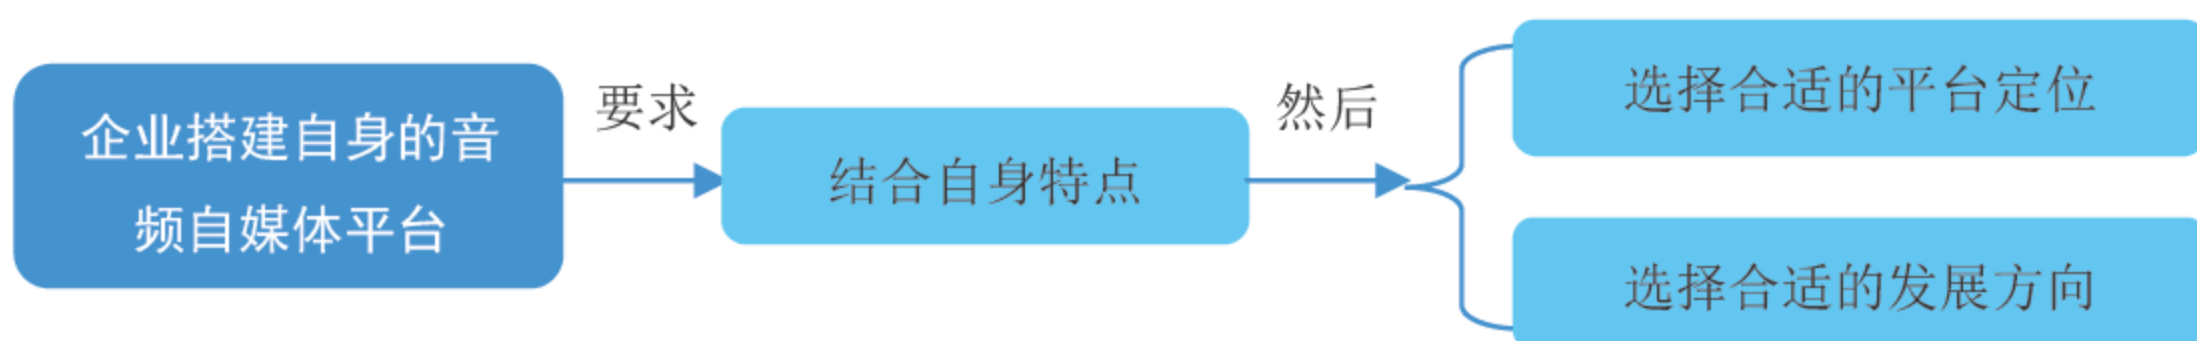 企业搭建自身的音
频自媒体平台
要求
结合自身特点
然后
选择合适的平台定位
选择合适的发展方向